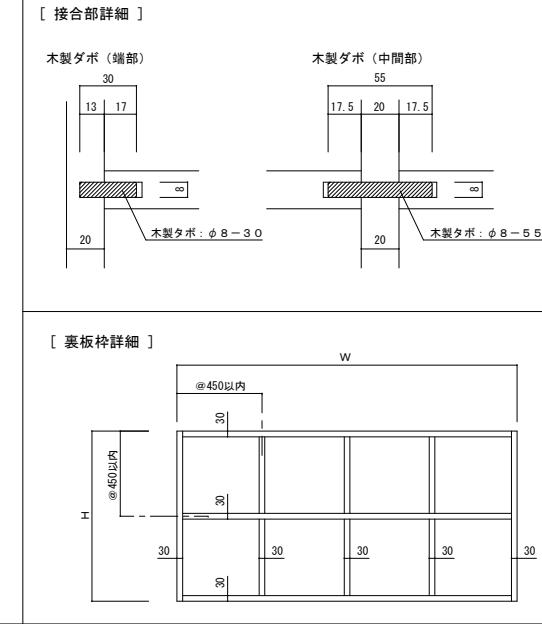 [ 接合部詳細 ]
木製ダボ（端部）
30
13 17
8
木製タボ：φ８－３０
20
木製ダボ（中間部）
55
17.5 20 17.5
8
木製タボ：φ８－５５
20
[ 裏板枠詳細 ]
W
@450以内
30
@450以内
H
30
30 30 30 30 30
30